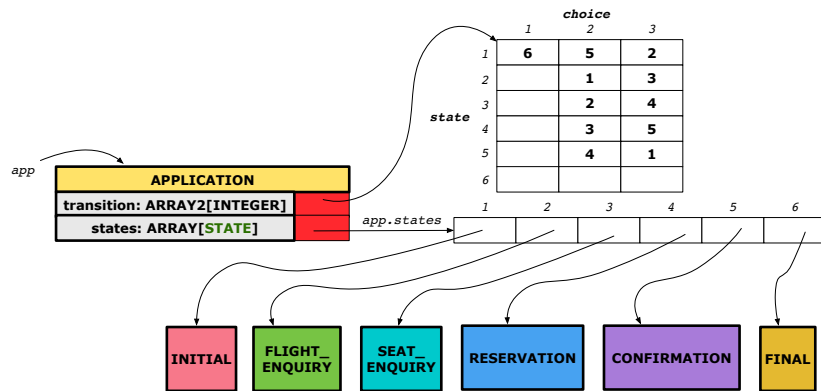 choice
1 2 3
1 6 5 2
2 1 3
3 2 4
state
4 3 5
5 4 1
6
app
APPLICATION
transition: ARRAY2[INTEGER]
states: ARRAY[STATE]
app.states
1 2 3 4 5 6
INITIAL
FLIGHT_
ENQUIRY
SEAT_
ENQUIRY
RESERVATION
CONFIRMATION
FINAL